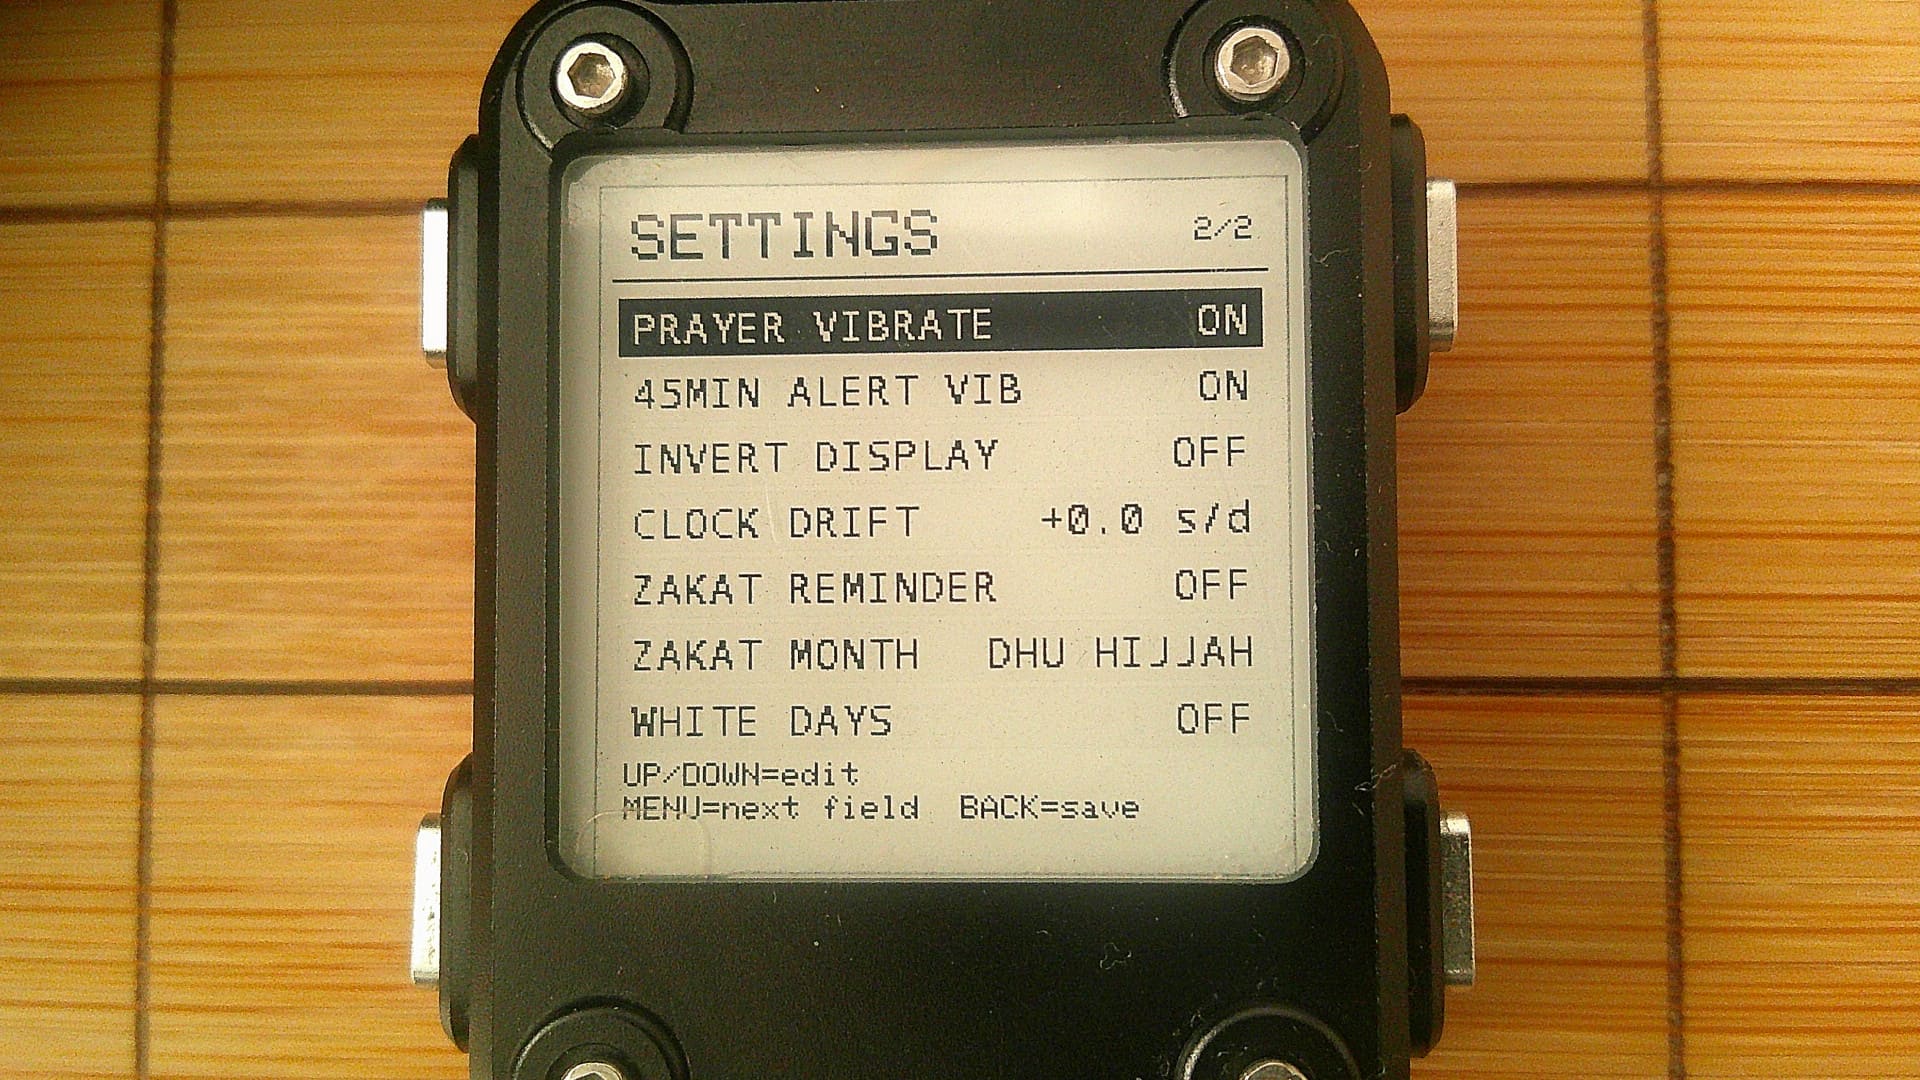 SETTINGS 2/2
PRAYER VIBRATE ON
45MIN ALERT VIB ON
INVERT DISPLAY OFF
CLOCK DRIFT +0.0 s/d
ZAKAT REMINDER OFF
ZAKAT MONTH DHU HIJJAH
WHITE DAYS OFF
UP/DOWN=edit
MENU=next field BACK=save